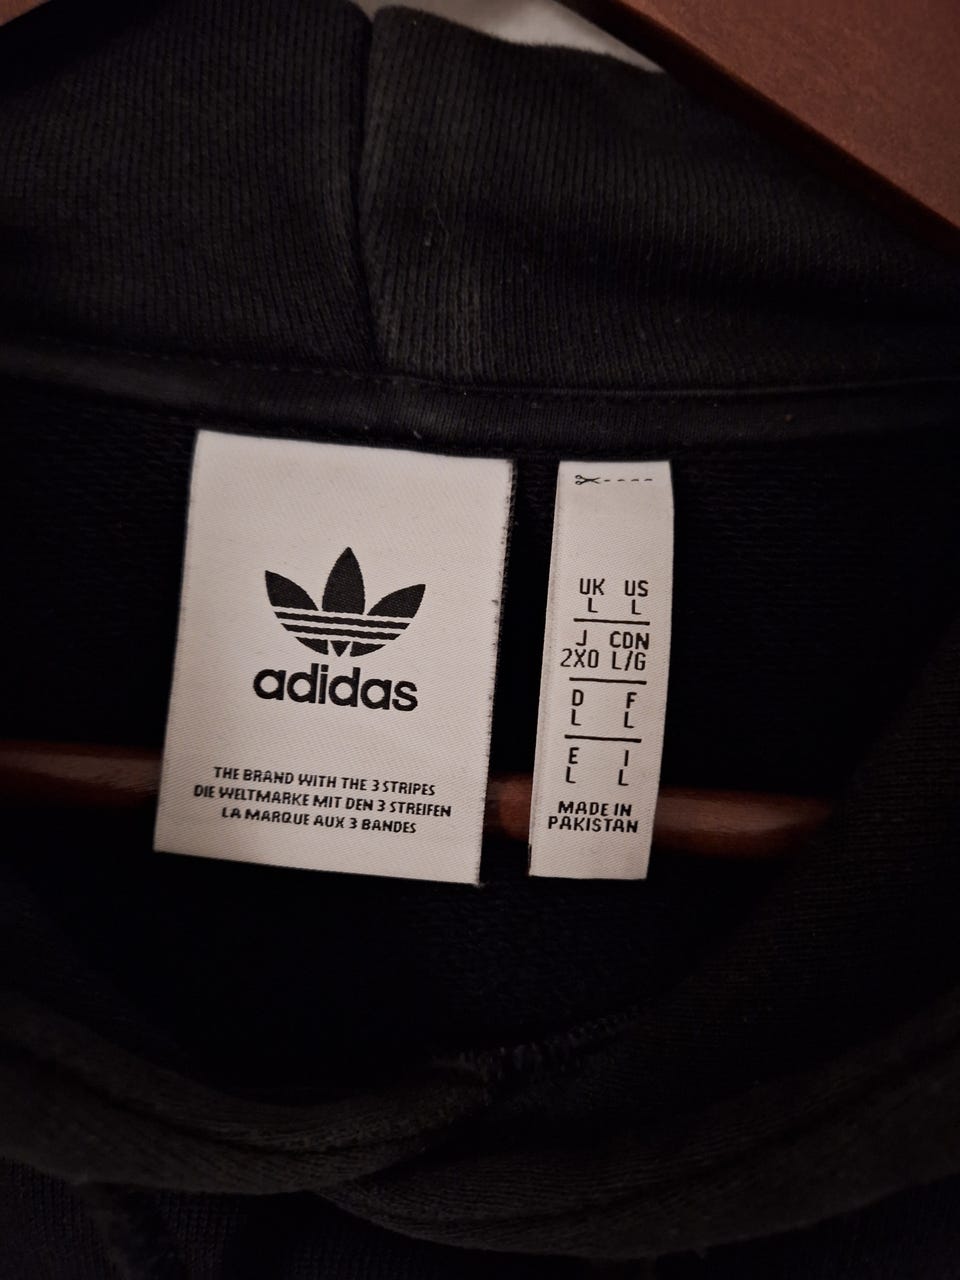 adidas
THE BRAND WITH THE 3 STRIPES
DIE WELTMARKE MIT DEN 3 STREIFEN
LA MARQUE AUX 3 BANDES
UK US
L L
J CDN
2XO L/G
D F
L L
E I
L L
MADE IN
PAKISTAN